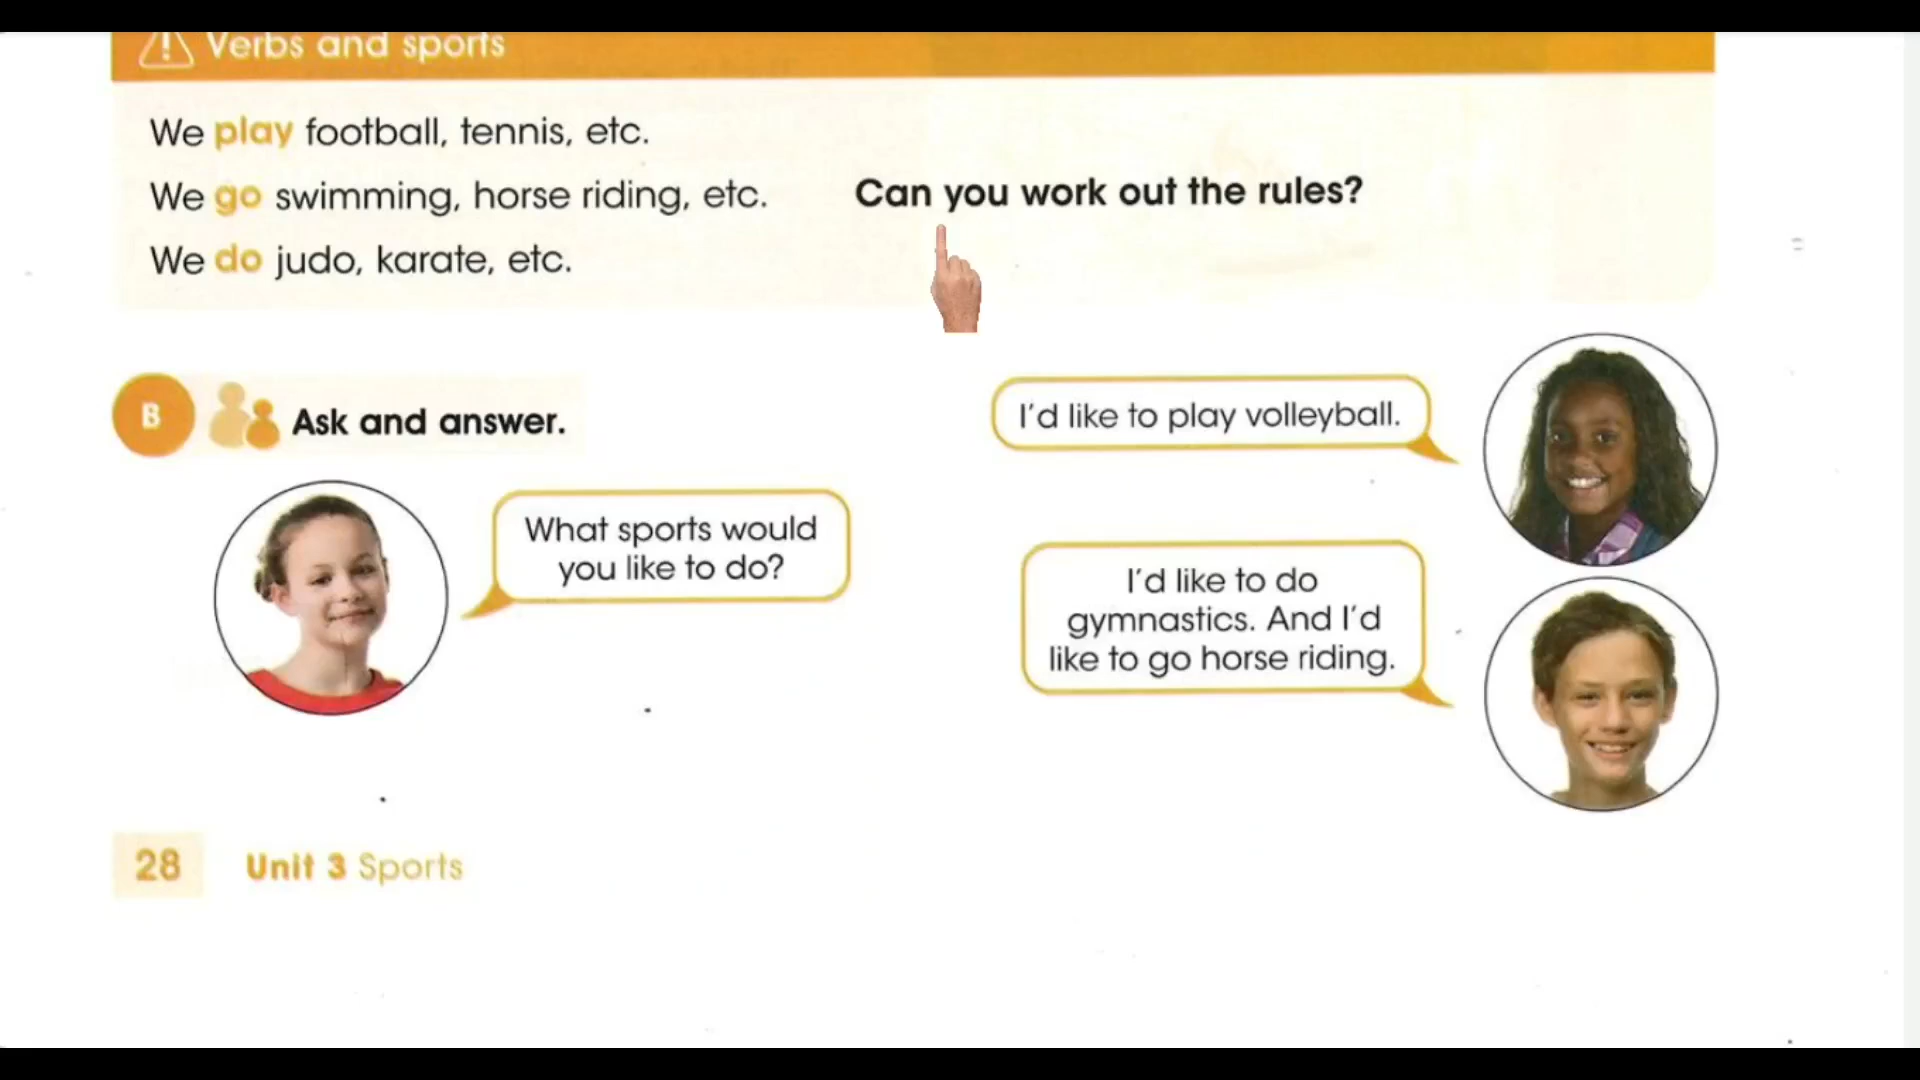 Verbs and sports
We play football, tennis, etc.
We go swimming, horse riding, etc.
Can you work out the rules?
We do judo, karate, etc.
B
Ask and answer.
I'd like to play volleyball.
What sports would
you like to do?
I'd like to do
gymnastics. And I'd
like to go horse riding.
28 Unit 3 Sports